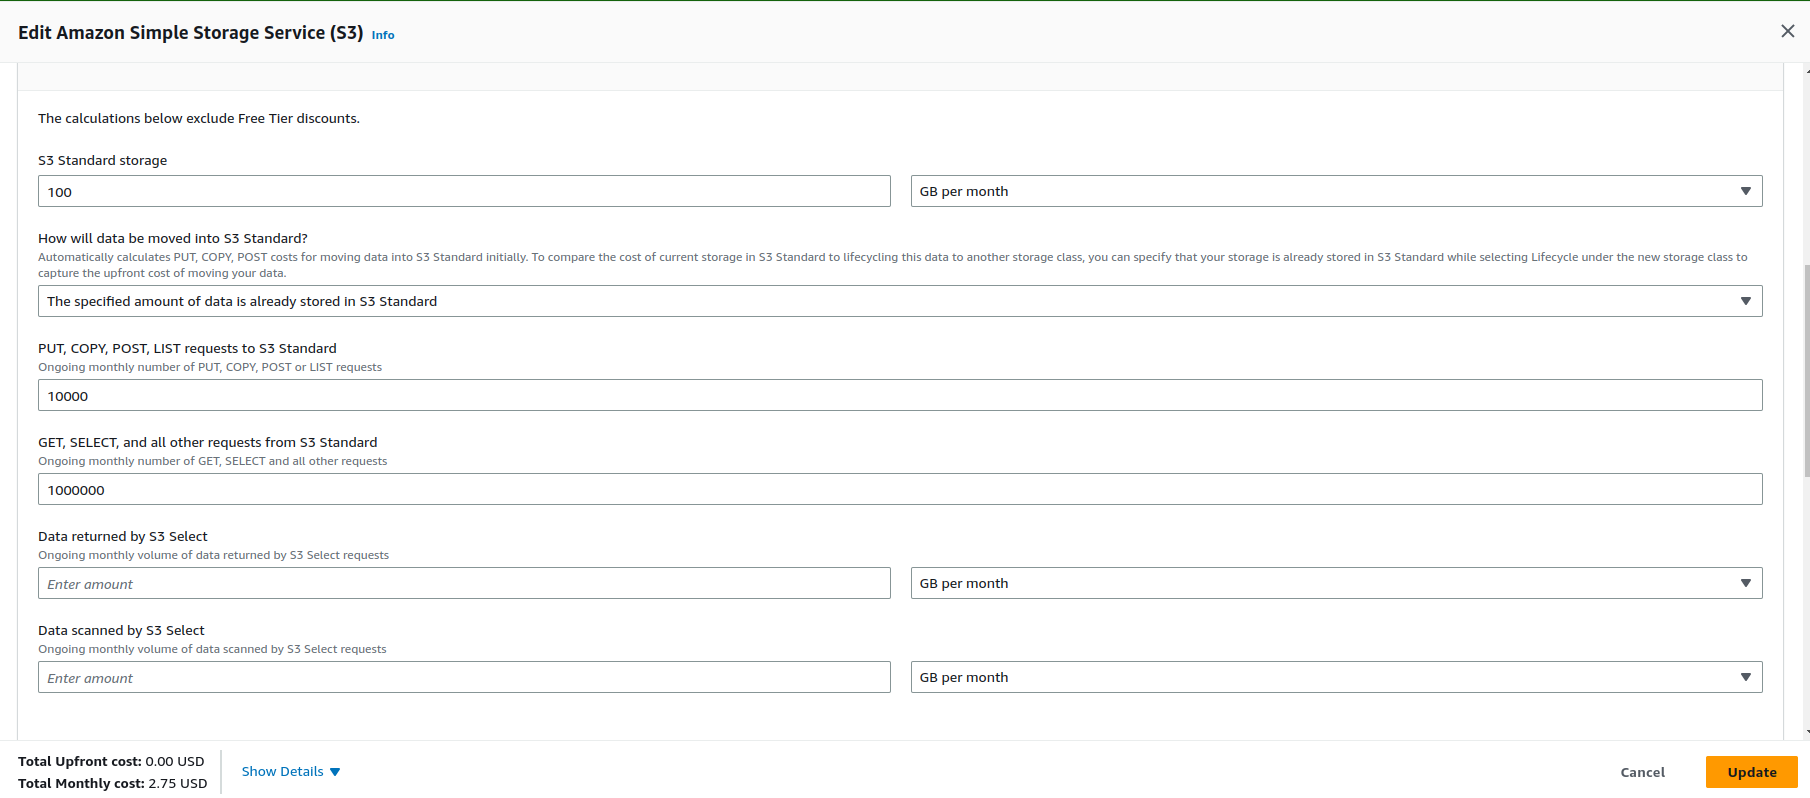 Edit Amazon Simple Storage Service (S3) Info
The calculations below exclude Free Tier discounts.
S3 Standard storage
100
GB per month
How will data be moved into S3 Standard?
Automatically calculates PUT, COPY, POST costs for moving data into S3 Standard initially. To compare the cost of current storage in S3 Standard to lifecycling this data to another storage class, you can specify that your storage is already stored in S3 Standard while selecting Lifecycle under the new storage class to
capture the upfront cost of moving your data.
The specified amount of data is already stored in S3 Standard
PUT, COPY, POST, LIST requests to S3 Standard
Ongoing monthly number of PUT, COPY, POST or LIST requests
10000
GET, SELECT, and all other requests from S3 Standard
Ongoing monthly number of GET, SELECT and all other requests
1000000
Data returned by S3 Select
Ongoing monthly volume of data returned by S3 Select requests
Enter amount
GB per month
Data scanned by S3 Select
Ongoing monthly volume of data scanned by S3 Select requests
Enter amount
GB per month
Total Upfront cost: 0.00 USD
Total Monthly cost: 2.75 USD
Show Details
Cancel
Update